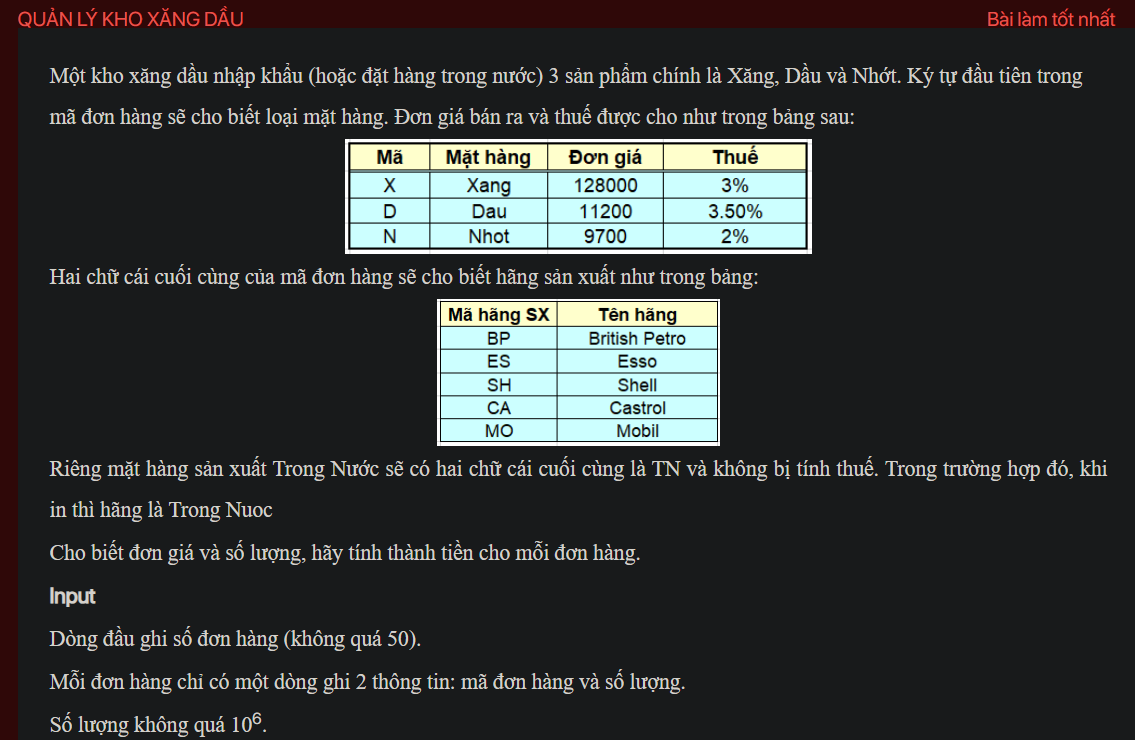 QUẢN LÝ KHO XĂNG DẦU
Bài làm tốt nhất
Một kho xăng dầu nhập khẩu (hoặc đặt hàng trong nước) 3 sản phẩm chính là Xăng, Dầu và Nhớt. Ký tự đầu tiên trong
mã đơn hàng sẽ cho biết loại mặt hàng. Đơn giá bán ra và thuế được cho như trong bảng sau:
Mã Mặt hàng Đơn giá Thuế
X Xang 128000 3%
D Dau 11200 3.50%
N Nhot 9700 2%
Hai chữ cái cuối cùng của mã đơn hàng sẽ cho biết hãng sản xuất như trong bảng:
Mã hãng SX Tên hãng
BP British Petro
ES Esso
SH Shell
CA Castrol
MO Mobil
Riêng mặt hàng sản xuất Trong Nước sẽ có hai chữ cái cuối cùng là TN và không bị tính thuế. Trong trường hợp đó, khi
in thì hãng là Trong Nuoc
Cho biết đơn giá và số lượng, hãy tính thành tiền cho mỗi đơn hàng.
Input
Dòng đầu ghi số đơn hàng (không quá 50).
Mỗi đơn hàng chỉ có một dòng ghi 2 thông tin: mã đơn hàng và số lượng.
Số lượng không quá 10⁶.